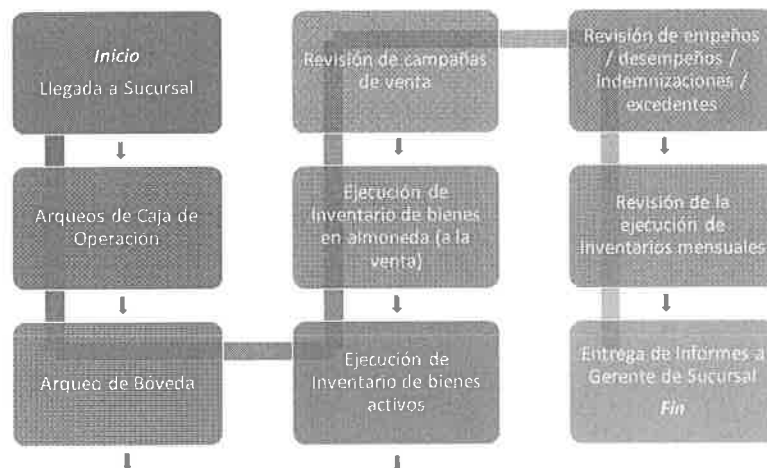 Inicio
Llegada a Sucursal
Arqueos de Caja de
Operación
Arqueo de Bóveda
Revisión de campañas
de venta
Ejecución de
Inventario de bienes
en almoneda (a la
venta)
Ejecución de
Inventario de bienes
activos
Revisión de empeños
/ desempeños /
indemnizaciones /
excedentes
Revisión de la
ejecución de
inventarios mensuales
Entrega de Informes a
Gerente de Sucursal
Fin